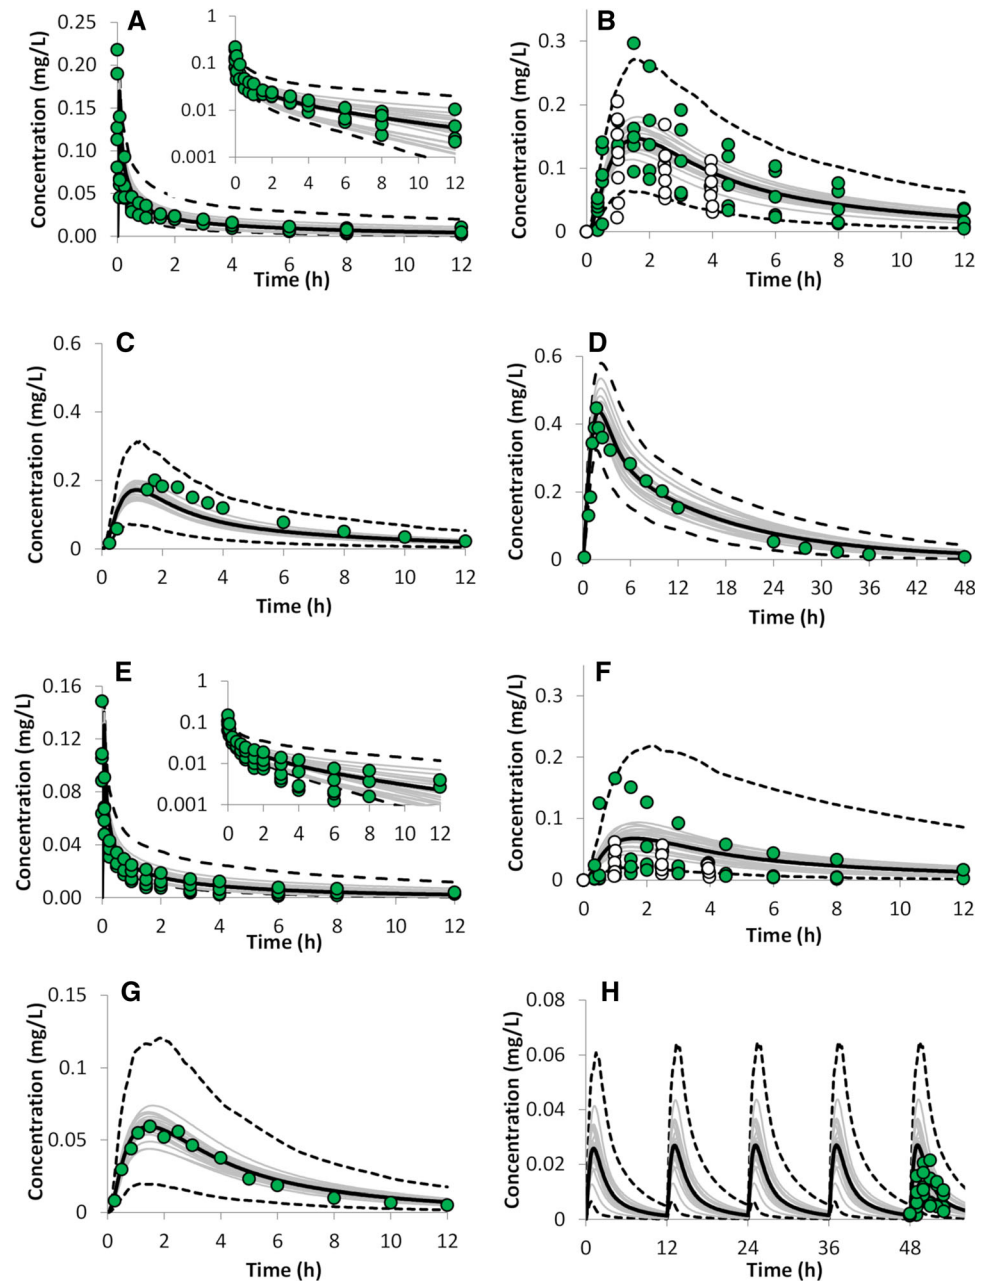 A
Concentration (mg/L)
0.25
0.20
0.15
0.10
0.05
0.00
0 2 4 6 8 10 12
Time (h)
1
0.1
0.01
0.001
0 2 4 6 8 10 12
B
Concentration (mg/L)
0.3
0.2
0.1
0
0 2 4 6 8 10 12
Time (h)
C
Concentration (mg/L)
0.6
0.4
0.2
0
0 2 4 6 8 10 12
Time (h)
D
Concentration (mg/L)
0.6
0.4
0.2
0
0 6 12 18 24 30 36 42 48
Time (h)
E
Concentration (mg/L)
0.16
0.12
0.08
0.04
0.00
0 2 4 6 8 10 12
Time (h)
1
0.1
0.01
0.001
0 2 4 6 8 10 12
F
Concentration (mg/L)
0.3
0.2
0.1
0
0 2 4 6 8 10 12
Time (h)
G
Concentration (mg/L)
0.15
0.1
0.05
0
0 2 4 6 8 10 12
Time (h)
H
Concentration (mg/L)
0.08
0.06
0.04
0.02
0
0 12 24 36 48
Time (h)